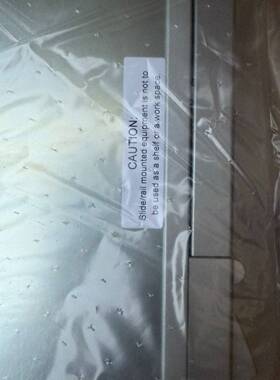 CAUTION:
Slide/rail mounted equipment is not to
be used as a shelf or a work space.